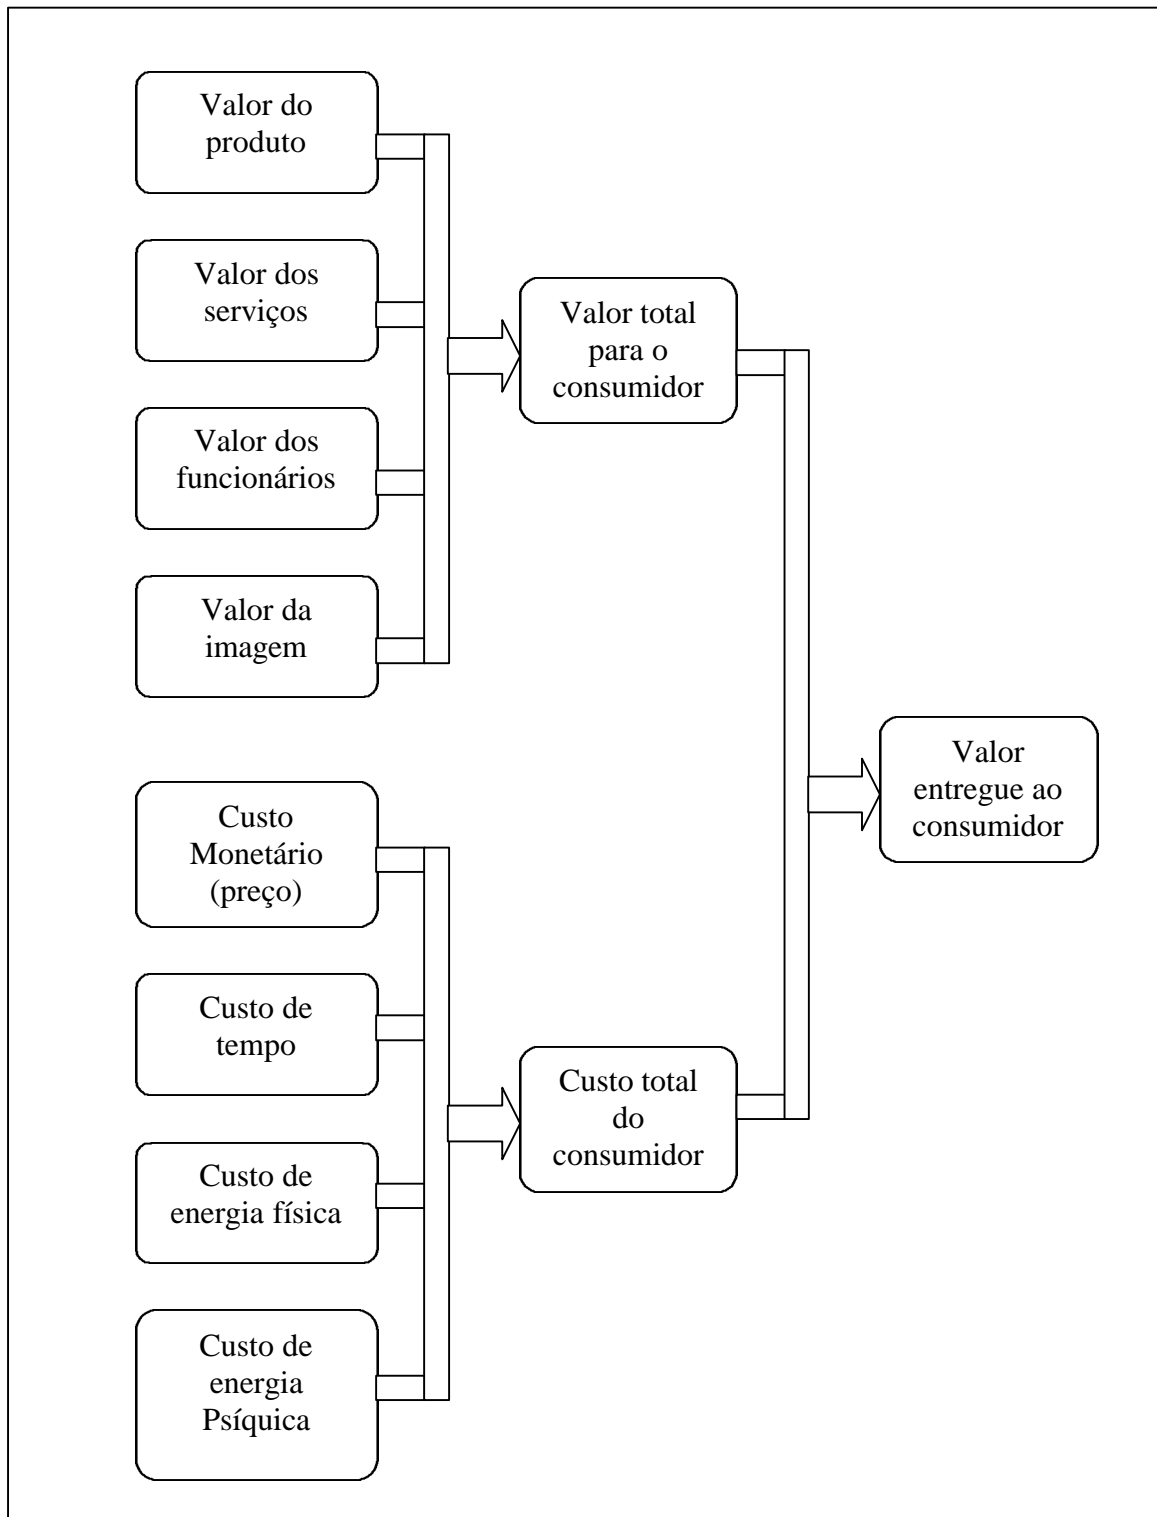 Valor do
produto
Valor dos
serviços
Valor dos
funcionários
Valor da
imagem
Valor total
para o
consumidor
Custo
Monetário
(preço)
Custo de
tempo
Custo de
energia física
Custo de
energia
Psíquica
Custo total
do
consumidor
Valor
entregue ao
consumidor